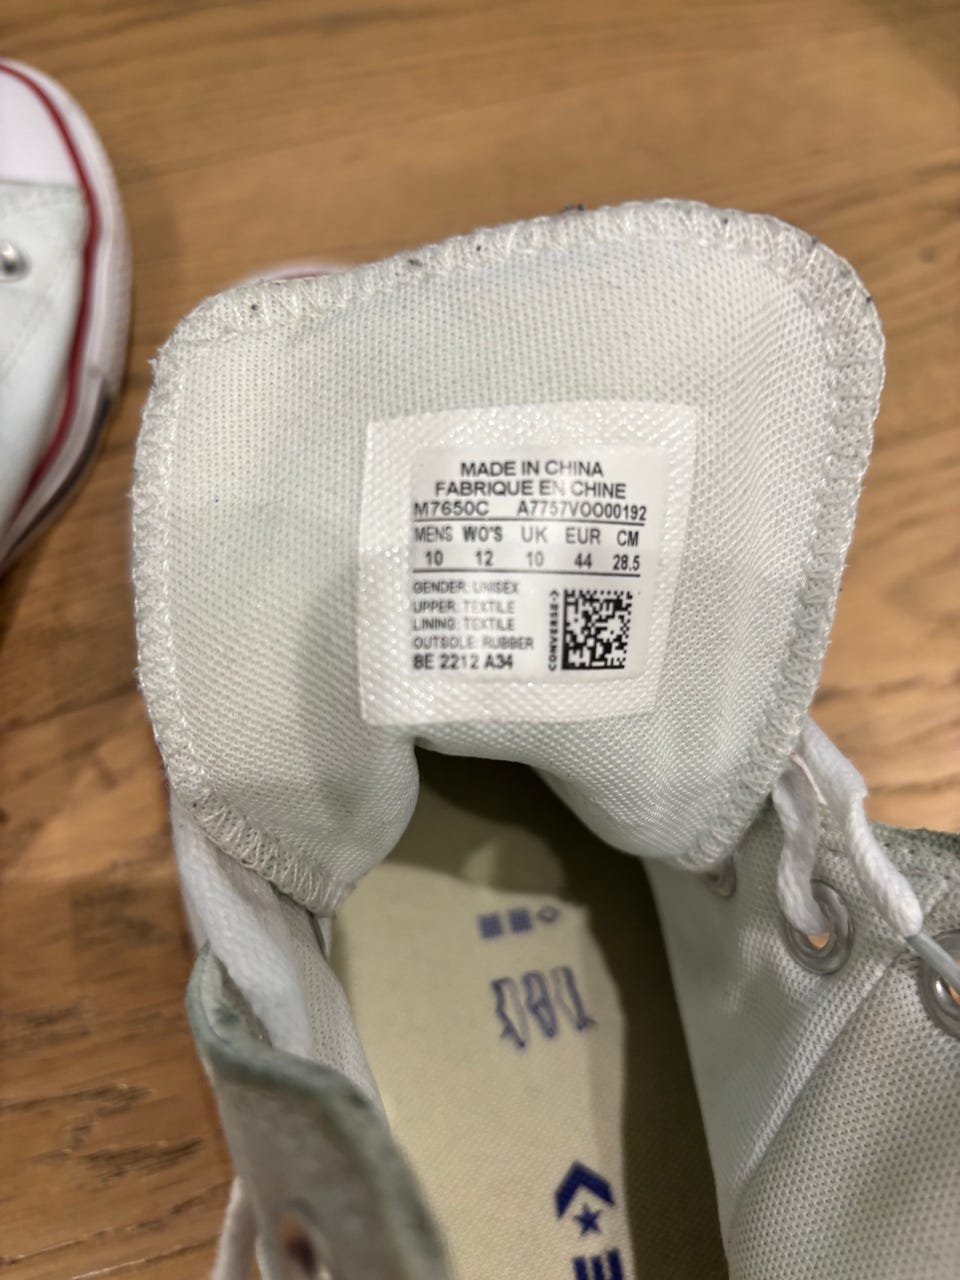 MADE IN CHINA
FABRIQUE EN CHINE
M7650C A7757VOOO0192
MENS WO'S UK EUR CM
10 12 10 44 28.5
GENDER: UNISEX
UPPER: TEXTILE
LINING: TEXTILE
OUTSOLE: RUBBER
BE 2212 A34
CONVERSE